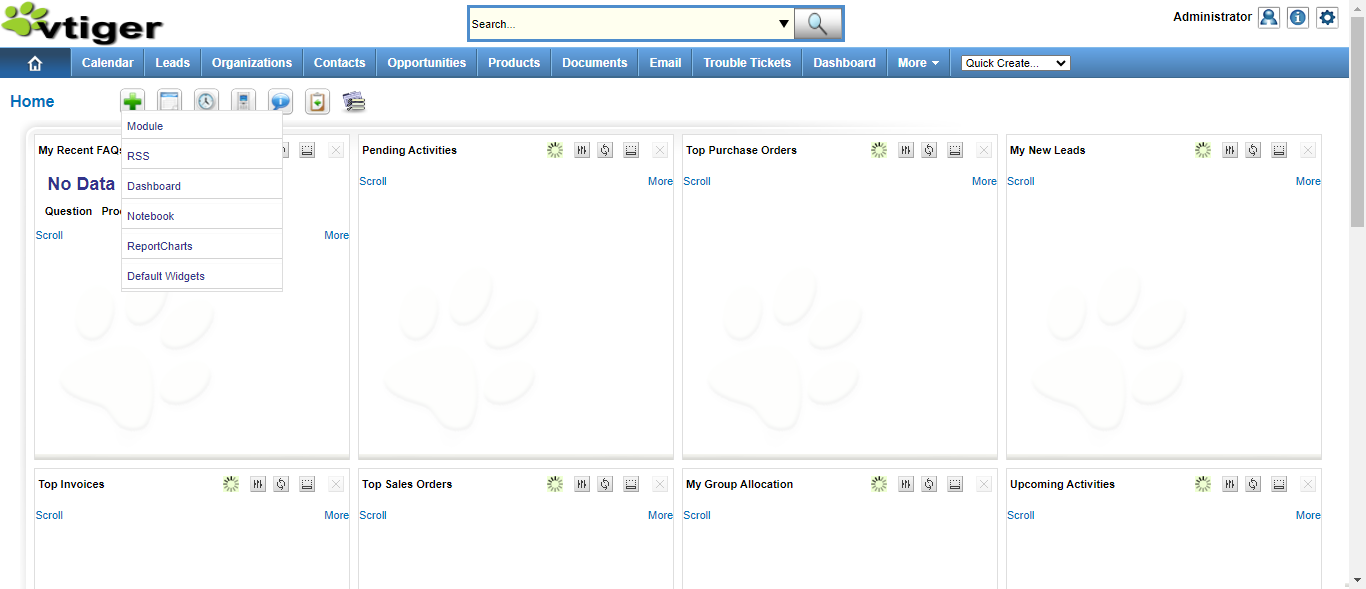 vtiger
Search...
Administrator
Calendar Leads Organizations Contacts Opportunities Products Documents Email Trouble Tickets Dashboard More Quick Create...
Home
Module
RSS
Dashboard
Notebook
ReportCharts
Default Widgets
My Recent FAQs
No Data
Question
Scroll More
Pending Activities
Scroll More
Top Purchase Orders
Scroll More
My New Leads
Scroll More
Top Invoices
Scroll More
Top Sales Orders
Scroll More
My Group Allocation
Scroll More
Upcoming Activities
Scroll More